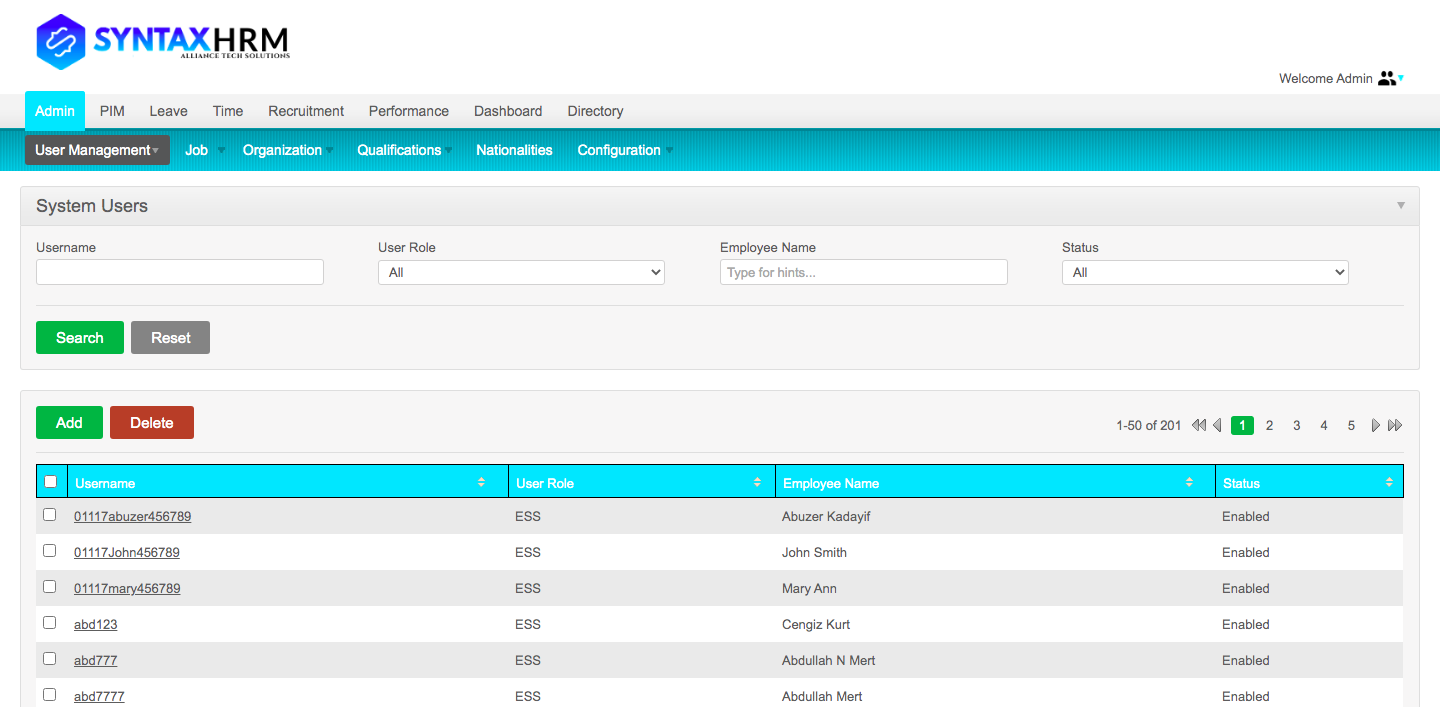 SYNTAXHRM
ALLIANCE TECH SOLUTIONS
Welcome Admin
Admin PIM Leave Time Recruitment Performance Dashboard Directory
User Management Job Organization Qualifications Nationalities Configuration
System Users
Username User Role Employee Name Status
All Type for hints... All
Search Reset
Add Delete 1-50 of 201 1 2 3 4 5
Username User Role Employee Name Status
01117abuzer456789 ESS Abuzer Kadayif Enabled
01117John456789 ESS John Smith Enabled
01117mary456789 ESS Mary Ann Enabled
abd123 ESS Cengiz Kurt Enabled
abd777 ESS Abdullah N Mert Enabled
abd7777 ESS Abdullah Mert Enabled